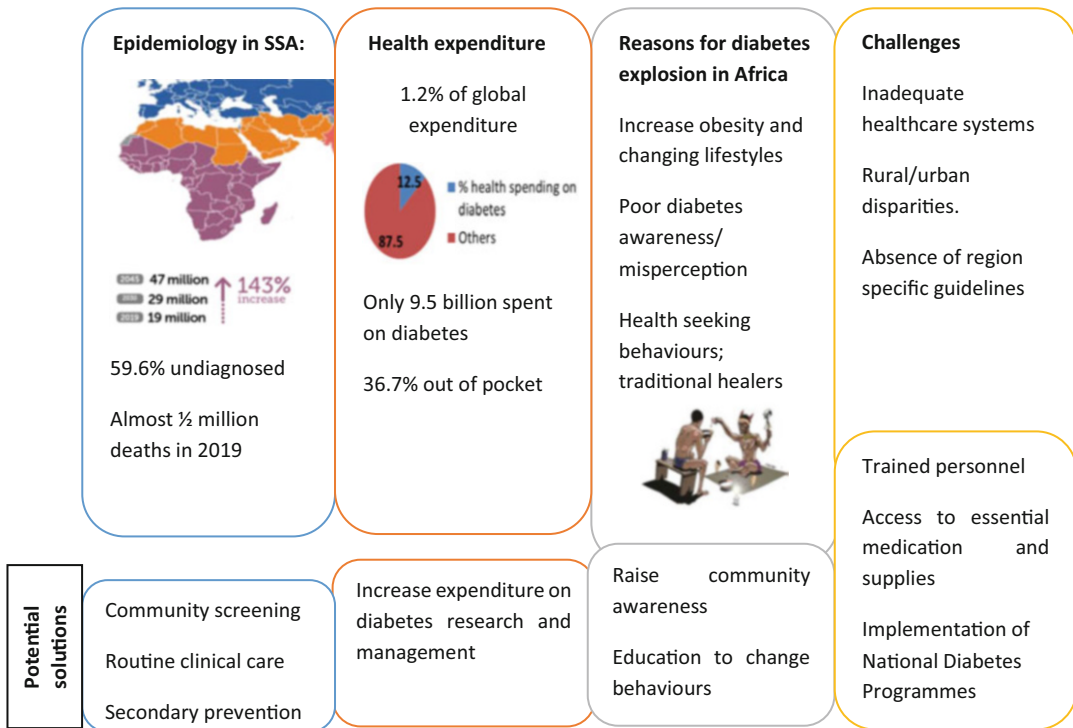 Epidemiology in SSA:
2045 47 million
2030 29 million
2019 19 million
143%
increase
59.6% undiagnosed
Almost ½ million
deaths in 2019
Health expenditure
1.2% of global
expenditure
12.5
87.5
% health spending on
diabetes
Others
Only 9.5 billion spent
on diabetes
36.7% out of pocket
Reasons for diabetes
explosion in Africa
Increase obesity and
changing lifestyles
Poor diabetes
awareness/
misperception
Health seeking
behaviours;
traditional healers
Challenges
Inadequate
healthcare systems
Rural/urban
disparities.
Absence of region
specific guidelines
Potential
solutions
Community screening
Routine clinical care
Secondary prevention
Increase expenditure on
diabetes research and
management
Raise community
awareness
Education to change
behaviours
Trained personnel
Access to essential
medication and
supplies
Implementation of
National Diabetes
Programmes